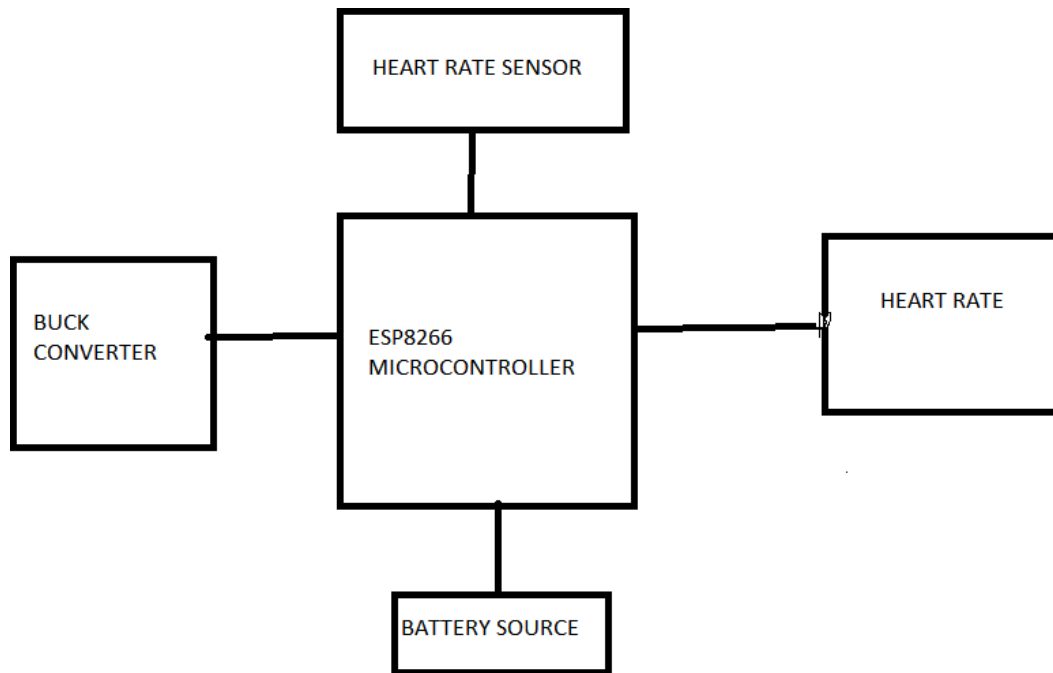 HEART RATE SENSOR
BUCK
CONVERTER
ESP8266
MICROCONTROLLER
HEART RATE
BATTERY SOURCE